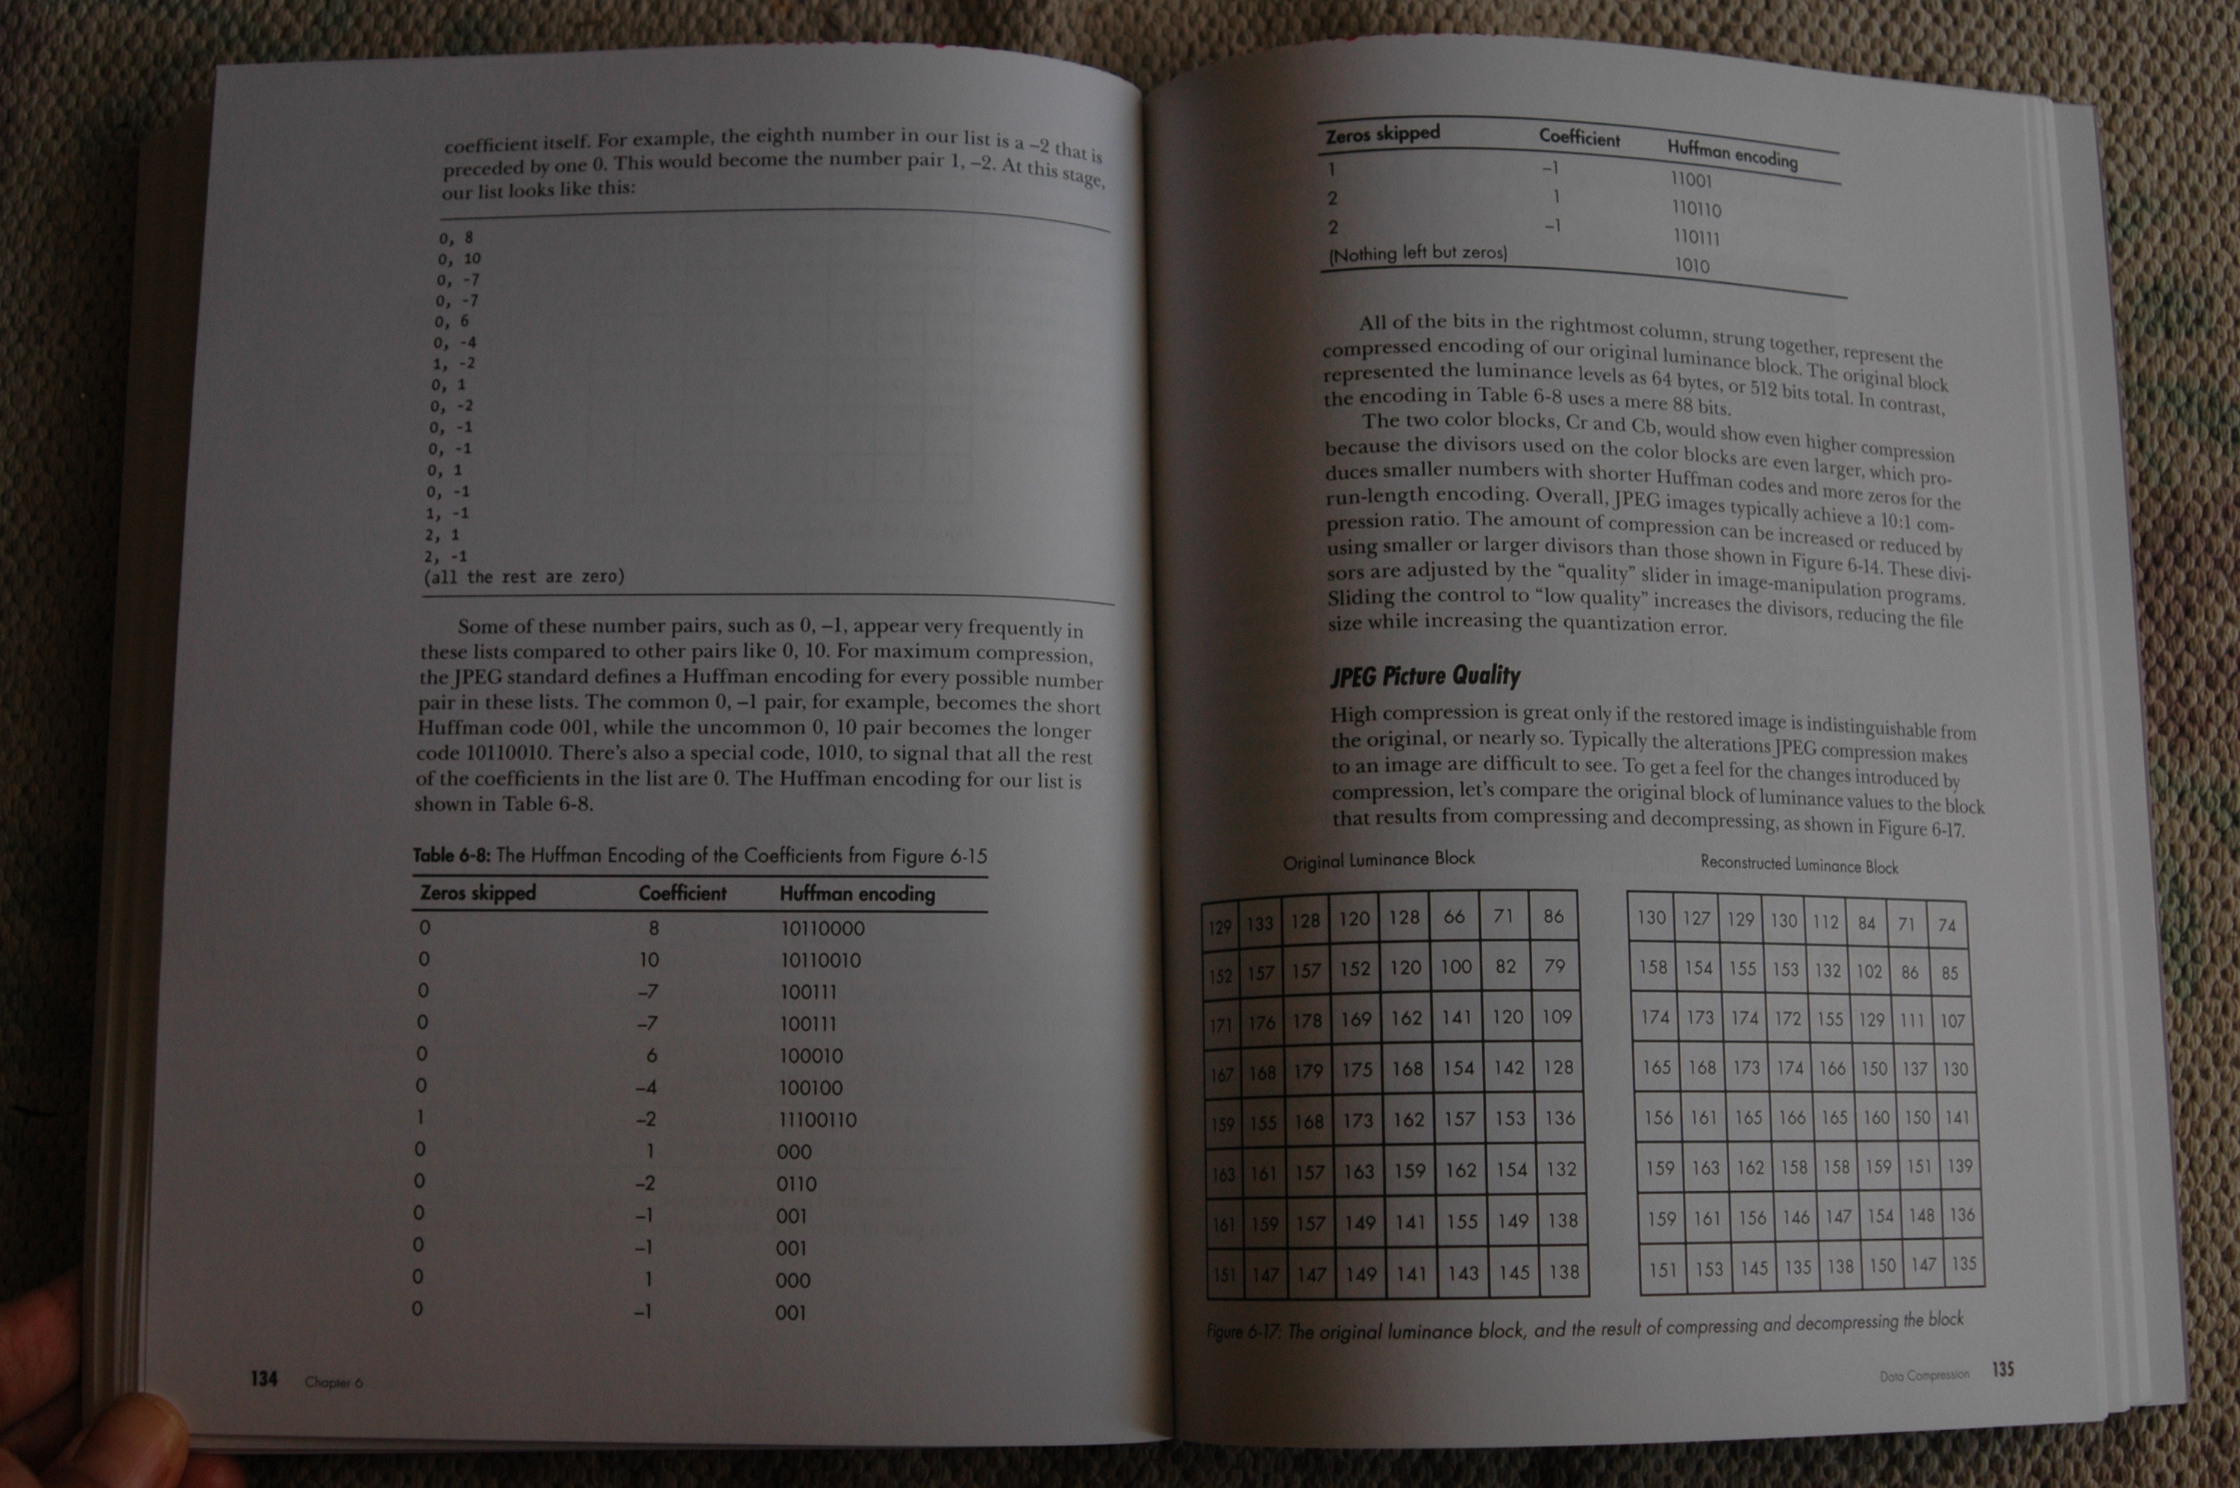 coefficient itself. For example, the eighth number in our list is a –2 that is
preceded by one 0. This would become the number pair 1, –2. At this stage,
our list looks like this:
0, 8
0, 10
0, -7
0, -7
0, 6
0, -4
1, -2
0, 1
0, -2
0, -1
0, -1
0, 1
0, -1
1, -1
2, 1
2, -1
(all the rest are zero)
Some of these number pairs, such as 0, –1, appear very frequently in
these lists compared to other pairs like 0, 10. For maximum compression,
the JPEG standard defines a Huffman encoding for every possible number
pair in these lists. The common 0, –1 pair, for example, becomes the short
Huffman code 001, while the uncommon 0, 10 pair becomes the longer
code 10110010. There's also a special code, 1010, to signal that all the rest
of the coefficients in the list are 0. The Huffman encoding for our list is
shown in Table 6-8.
Table 6-8: The Huffman Encoding of the Coefficients from Figure 6-15
Zeros skipped Coefficient Huffman encoding
0 8 10110000
0 10 10110010
0 –7 100111
0 –7 100111
0 6 100010
0 –4 100100
1 –2 11100110
0 1 000
0 –2 0110
0 –1 001
0 –1 001
0 1 000
0 –1 001
134 Chapter 6
Zeros skipped Coefficient Huffman encoding
1 –1 11001
2 1 110110
2 –1 110111
(Nothing left but zeros) 1010
All of the bits in the rightmost column, strung together, represent the
compressed encoding of our original luminance block. The original block
represented the luminance levels as 64 bytes, or 512 bits total. In contrast,
the encoding in Table 6-8 uses a mere 88 bits.
The two color blocks, Cr and Cb, would show even higher compression
because the divisors used on the color blocks are even larger, which pro-
duces smaller numbers with shorter Huffman codes and more zeros for the
run-length encoding. Overall, JPEG images typically achieve a 10:1 com-
pression ratio. The amount of compression can be increased or reduced by
using smaller or larger divisors than those shown in Figure 6-14. These divi-
sors are adjusted by the "quality" slider in image-manipulation programs.
Sliding the control to "low quality" increases the divisors, reducing the file
size while increasing the quantization error.
JPEG Picture Quality
High compression is great only if the restored image is indistinguishable from
the original, or nearly so. Typically the alterations JPEG compression makes
to an image are difficult to see. To get a feel for the changes introduced by
compression, let's compare the original block of luminance values to the block
that results from compressing and decompressing, as shown in Figure 6-17.
Original Luminance Block
129 133 128 120 128 66 71 86
152 157 157 152 120 100 82 79
171 176 178 169 162 141 120 109
167 168 179 175 168 154 142 128
159 155 168 173 162 157 153 136
163 161 157 163 159 162 154 132
161 159 157 149 141 155 149 138
151 147 147 149 141 143 145 138
Reconstructed Luminance Block
130 127 129 130 112 84 71 74
158 154 155 153 132 102 86 85
174 173 174 172 155 129 111 107
165 168 173 174 166 150 137 130
156 161 165 166 165 160 150 141
159 163 162 158 158 159 151 139
159 161 156 146 147 154 148 136
151 153 145 135 138 150 147 135
Figure 6-17: The original luminance block, and the result of compressing and decompressing the block
Data Compression 135